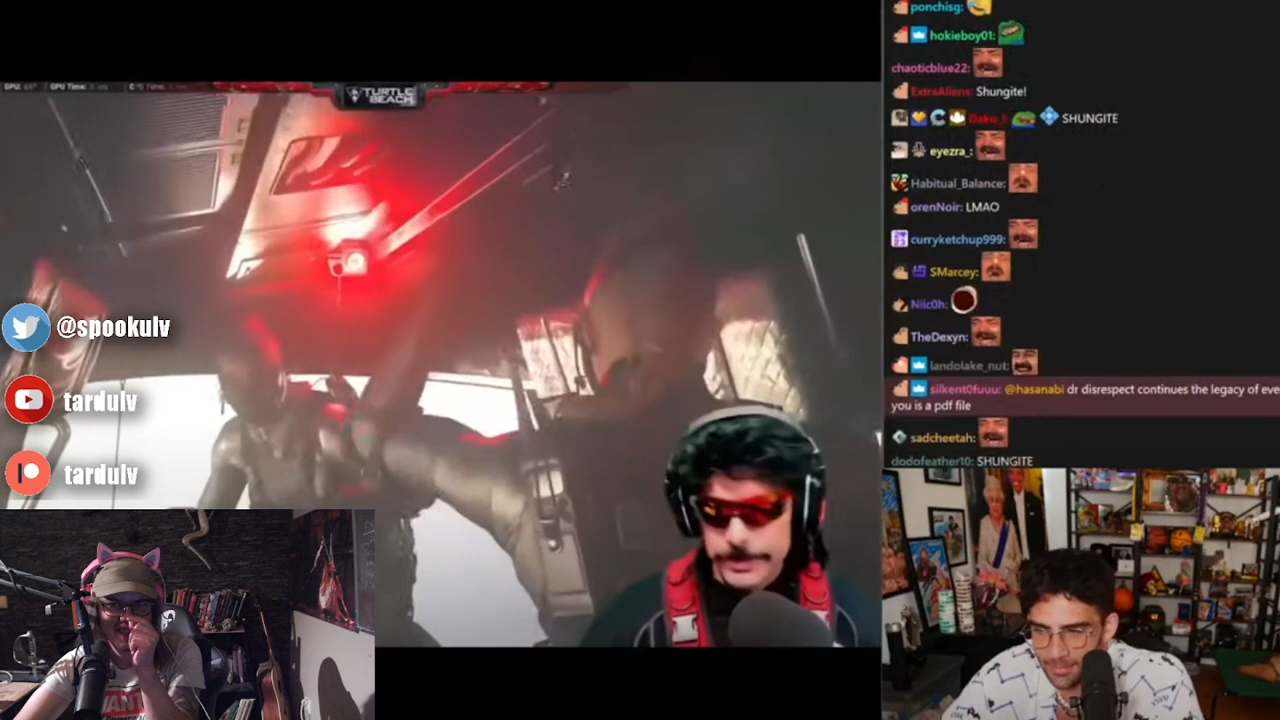 TURTLE
BEACH
@spookulv
tardulv
tardulv
ponchisg:
hokieboy01:
chaoticblue22:
ExtraAliens: Shungite!
SHUNGITE
eyezra_:
Habitual_Balance:
orenNoir: LMAO
curryketchup999:
SMarcey:
Niic0h:
TheDexyn:
landolake_nut:
silkent0fuuu: @hasanabi dr disrespect continues the legacy of eve
you is a pdf file
sadcheetah:
dodofeather10: SHUNGITE